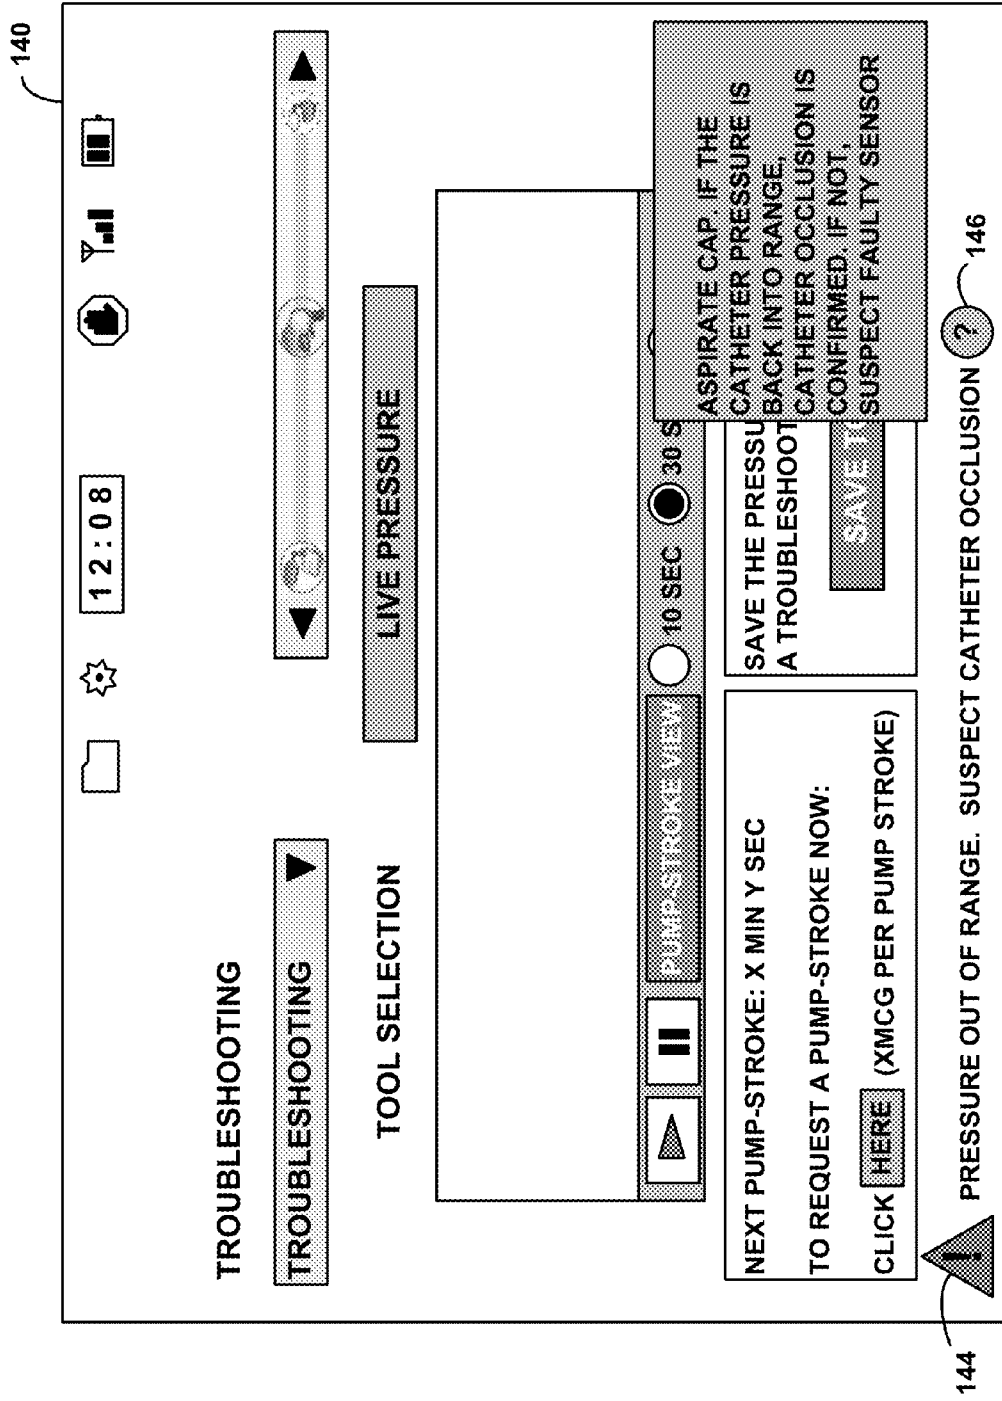 140
12:08
TROUBLESHOOTING
TROUBLESHOOTING
TOOL SELECTION
LIVE PRESSURE
PUMP-STROKE VIEW
10 SEC
30 S
NEXT PUMP-STROKE: X MIN Y SEC
TO REQUEST A PUMP-STROKE NOW:
CLICK HERE (XMCG PER PUMP STROKE)
SAVE THE PRESSU
A TROUBLESHOOT
SAVE TO
ASPIRATE CAP. IF THE
CATHETER PRESSURE IS
BACK INTO RANGE,
CATHETER OCCLUSION IS
CONFIRMED. IF NOT,
SUSPECT FAULTY SENSOR
! PRESSURE OUT OF RANGE. SUSPECT CATHETER OCCLUSION ?
144
146